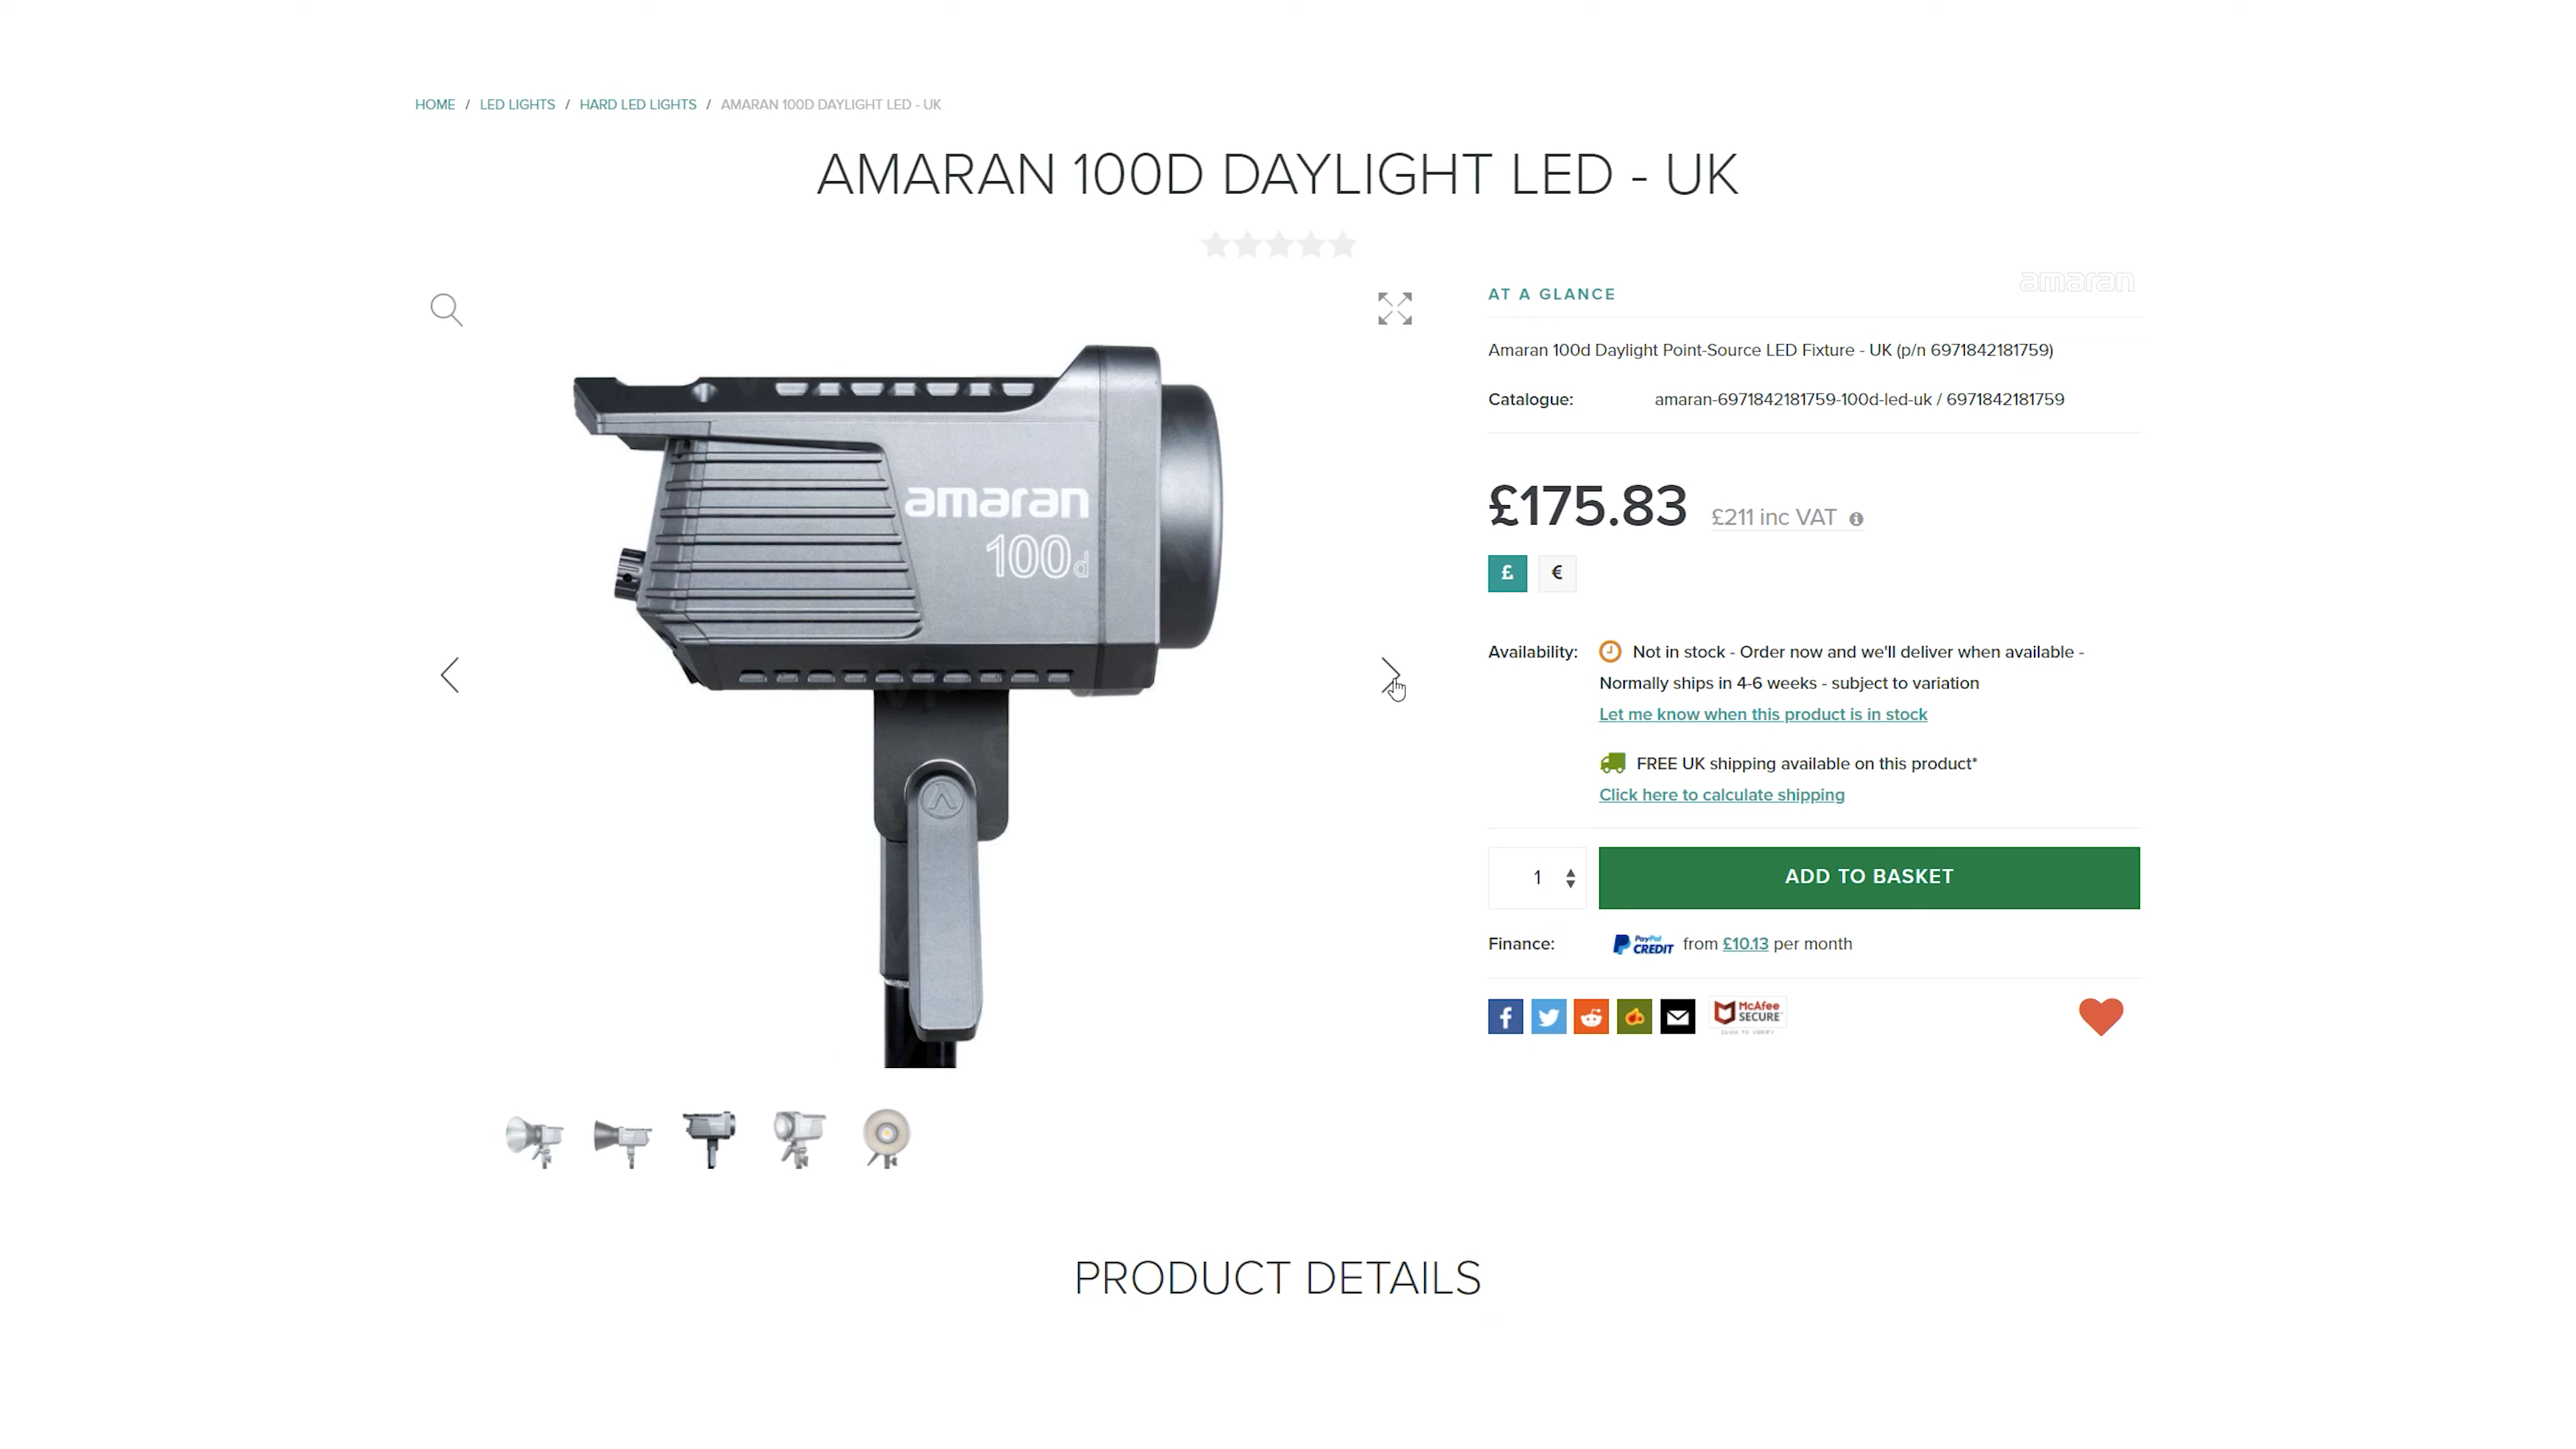 HOME / LED LIGHTS / HARD LED LIGHTS / AMARAN 100D DAYLIGHT LED - UK
AMARAN 100D DAYLIGHT LED - UK
amaran
AT A GLANCE
Amaran 100d Daylight Point-Source LED Fixture - UK (p/n 6971842181759)
Catalogue: amaran-6971842181759-100d-led-uk / 6971842181759
amaran
100d
£175.83 £211 inc VAT
£ €
Availability: Not in stock - Order now and we'll deliver when available -
Normally ships in 4-6 weeks - subject to variation
Let me know when this product is in stock
FREE UK shipping available on this product*
Click here to calculate shipping
1 ADD TO BASKET
Finance: PayPal CREDIT from £10.13 per month
McAfee
SECURE
CLICK TO VERIFY
PRODUCT DETAILS